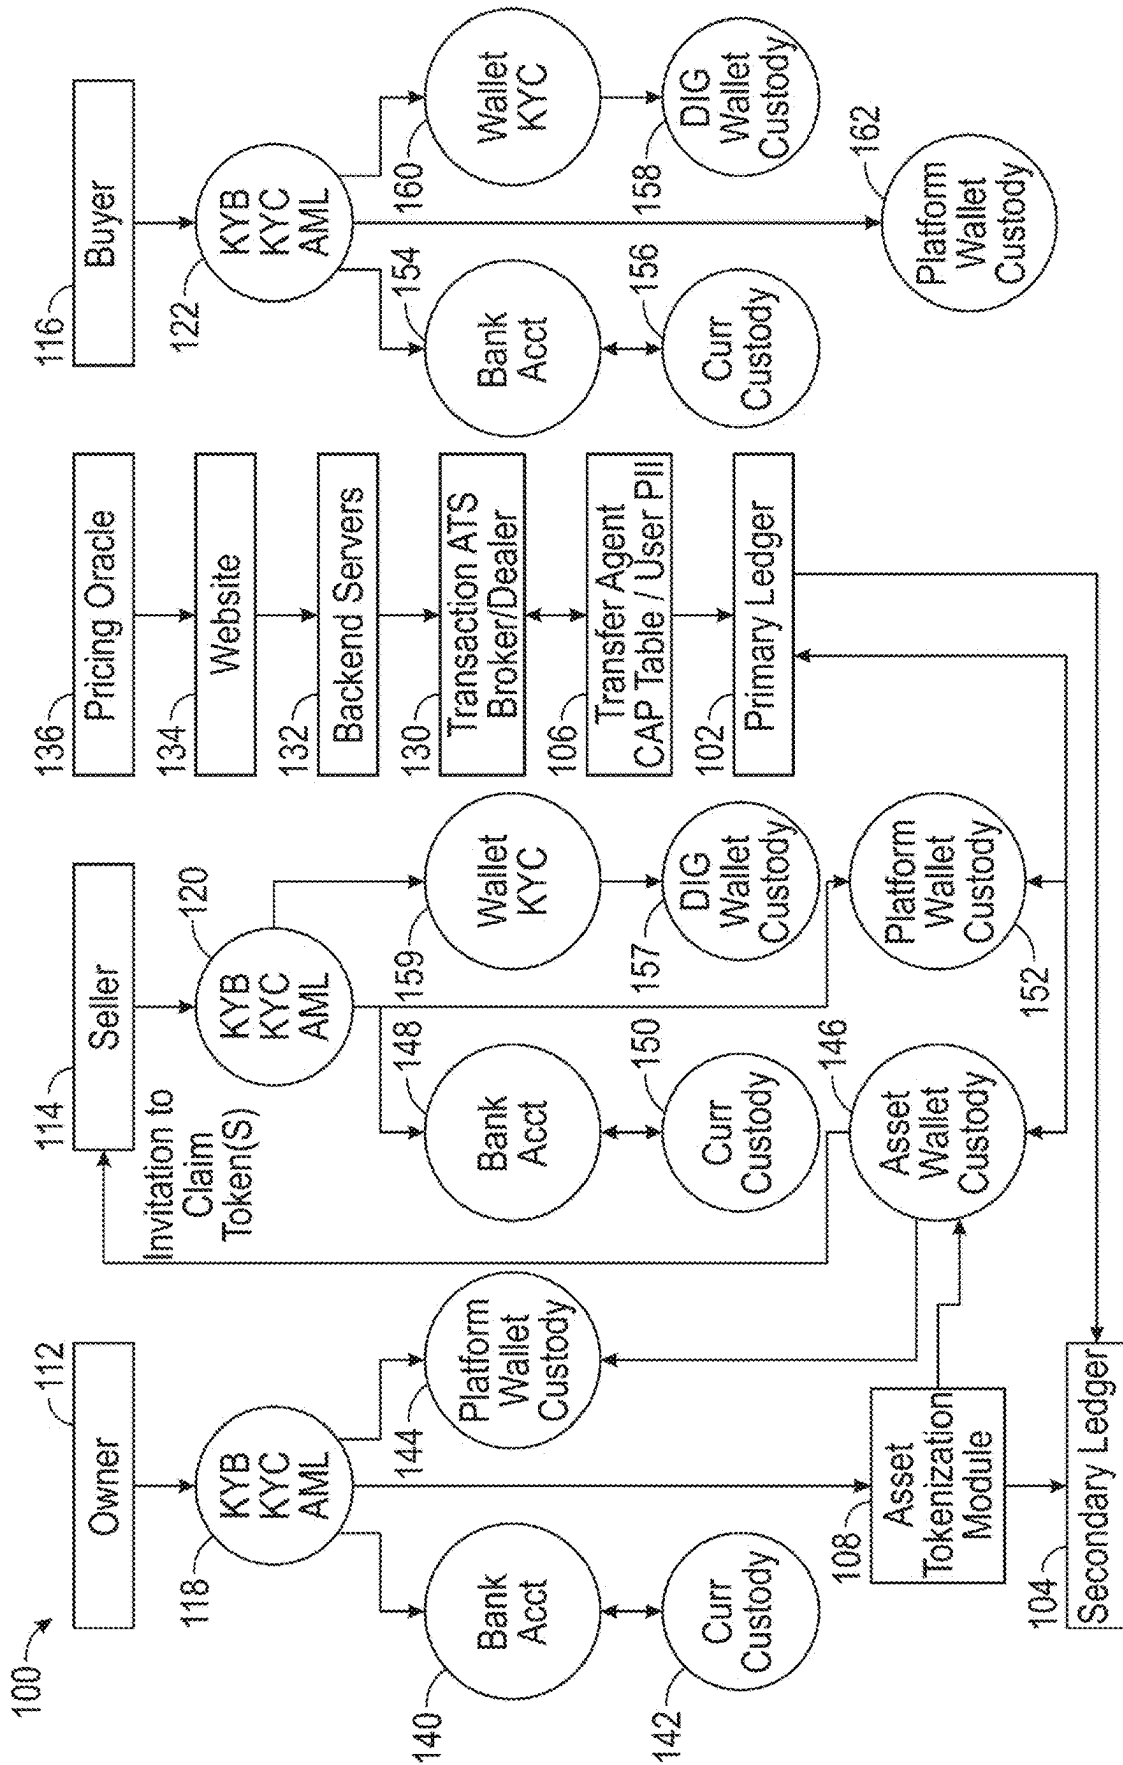 100
Owner
112
KYB
KYC
AML
118
Bank
Acct
140
Curr
Custody
142
Platform
Wallet
Custody
144
Asset
Tokenization
Module
108
Secondary Ledger
104
Seller
114
Invitation to
Claim
Token(S)
KYB
KYC
AML
120
Bank
Acct
148
Curr
Custody
150
Asset
Wallet
Custody
146
Wallet
KYC
159
DIG
Wallet
Custody
157
Platform
Wallet
Custody
152
Pricing Oracle
136
Website
134
Backend Servers
132
Transaction ATS
Broker/Dealer
130
Transfer Agent
CAP Table / User PII
106
Primary Ledger
102
Buyer
116
KYB
KYC
AML
122
Bank
Acct
154
Curr
Custody
156
Wallet
KYC
160
DIG
Wallet
Custody
158
Platform
Wallet
Custody
162